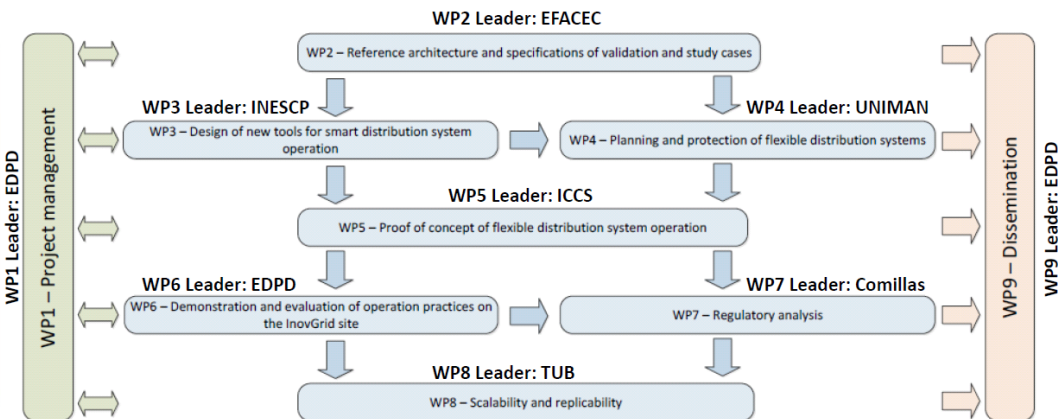 WP2 Leader: EFACEC
WP2 – Reference architecture and specifications of validation and study cases
WP3 Leader: INESCP
WP4 Leader: UNIMAN
WP3 – Design of new tools for smart distribution system
operation
WP4 – Planning and protection of flexible distribution systems
WP5 Leader: ICCS
WP5 – Proof of concept of flexible distribution system operation
WP6 Leader: EDPD
WP7 Leader: Comillas
WP6 – Demonstration and evaluation of operation practices on
the InovGrid site
WP7 – Regulatory analysis
WP8 Leader: TUB
WP8 – Scalability and replicability
WP1 Leader: EDPD
WP1 – Project management
WP9 – Dissemination
WP9 Leader: EDPD